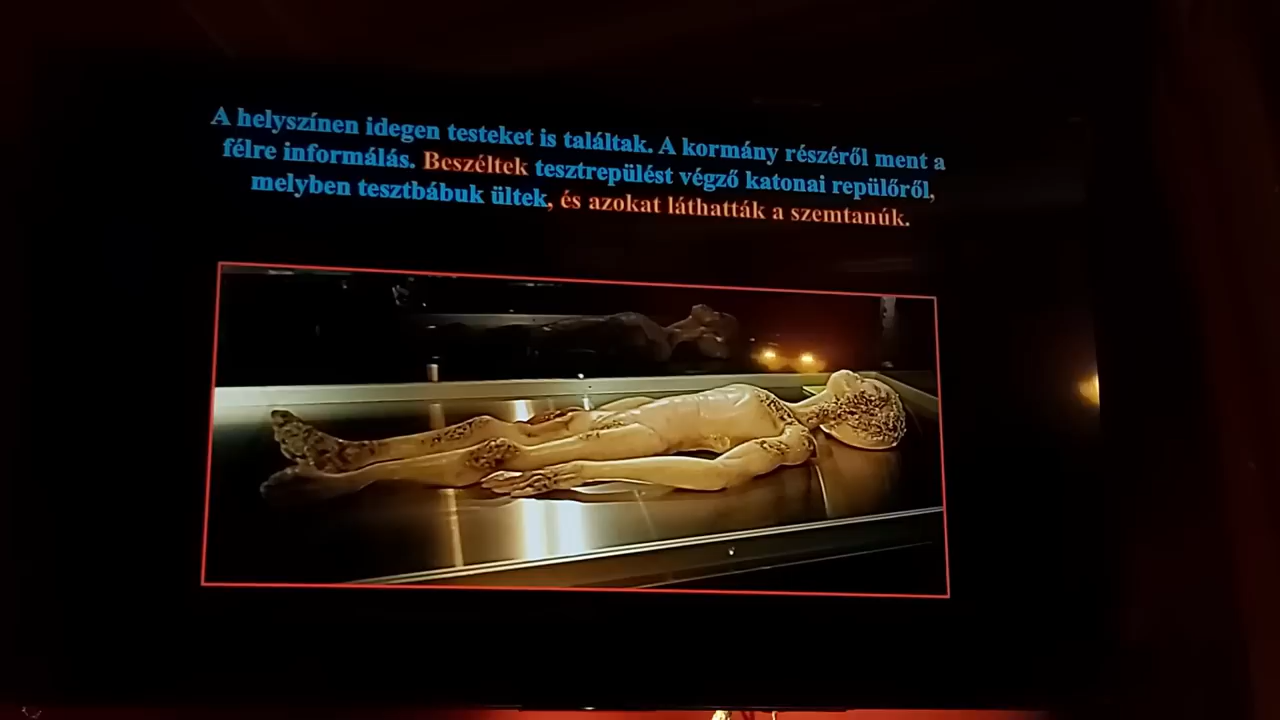 A helyszínen idegen testeket is találtak. A kormány részéről ment a
félre informálás. Beszéltek tesztrepülést végző katonai repülőről,
melyben tesztbábuk ültek, és azokat láthatták a szemtanúk.